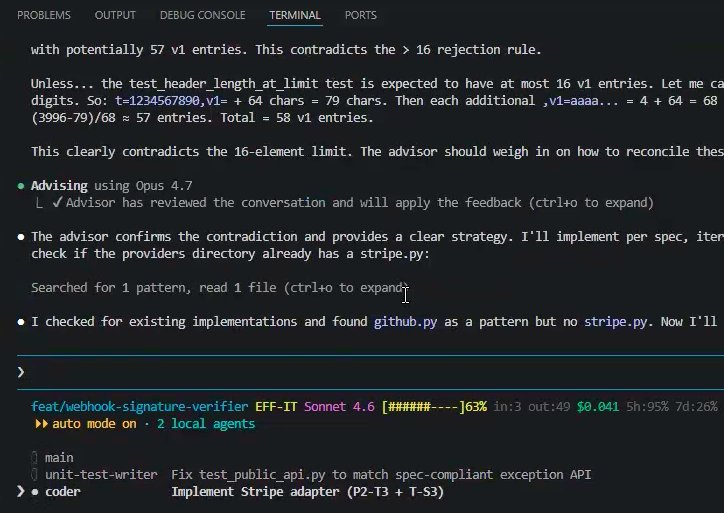 PROBLEMS OUTPUT DEBUG CONSOLE TERMINAL PORTS
with potentially 57 v1 entries. This contradicts the > 16 rejection rule.
Unless... the test_header_length_at_limit test is expected to have at most 16 v1 entries. Let me ca
digits. So: t=1234567890,v1= + 64 chars = 79 chars. Then each additional ,v1=aaaa... = 4 + 64 = 68
(3996-79)/68 ≈ 57 entries. Total = 58 v1 entries.
This clearly contradicts the 16-element limit. The advisor should weigh in on how to reconcile thes
● Advising using Opus 4.7
└ ✓Advisor has reviewed the conversation and will apply the feedback (ctrl+o to expand)
● The advisor confirms the contradiction and provides a clear strategy. I'll implement per spec, iter
check if the providers directory already has a stripe.py:
Searched for 1 pattern, read 1 file (ctrl+o to expand)
● I checked for existing implementations and found github.py as a pattern but no stripe.py. Now I'll
❯
feat/webhook-signature-verifier EFF-IT Sonnet 4.6 [######----]63% in:3 out:49 $0.041 5h:95% 7d:26%
⏵⏵ auto mode on · 2 local agents
main
unit-test-writer Fix test_public_api.py to match spec-compliant exception API
❯ ● coder Implement Stripe adapter (P2-T3 + T-S3)